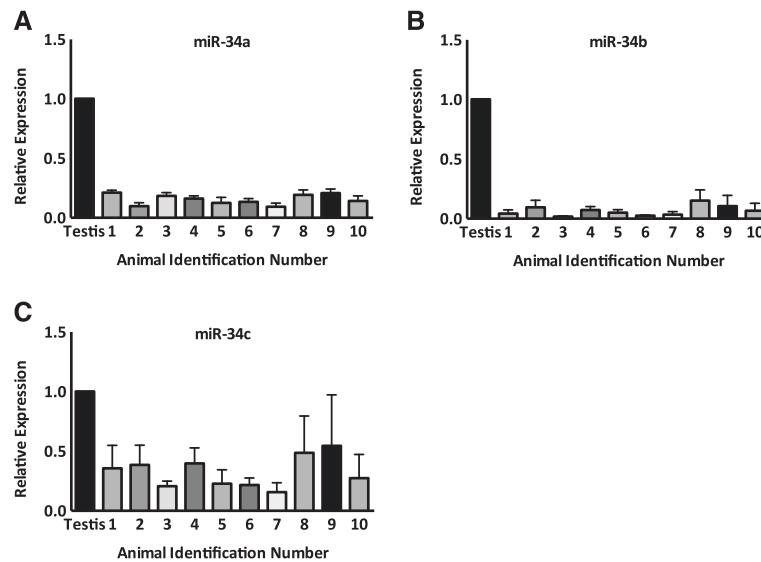 A
miR-34a
Relative Expression
1.5
1.0
0.5
0.0
Testis 1 2 3 4 5 6 7 8 9 10
Animal Identification Number
B
miR-34b
Relative Expression
1.5
1.0
0.5
0.0
Testis 1 2 3 4 5 6 7 8 9 10
Animal Identification Number
C
miR-34c
Relative Expression
1.5
1.0
0.5
0.0
Testis 1 2 3 4 5 6 7 8 9 10
Animal Identification Number